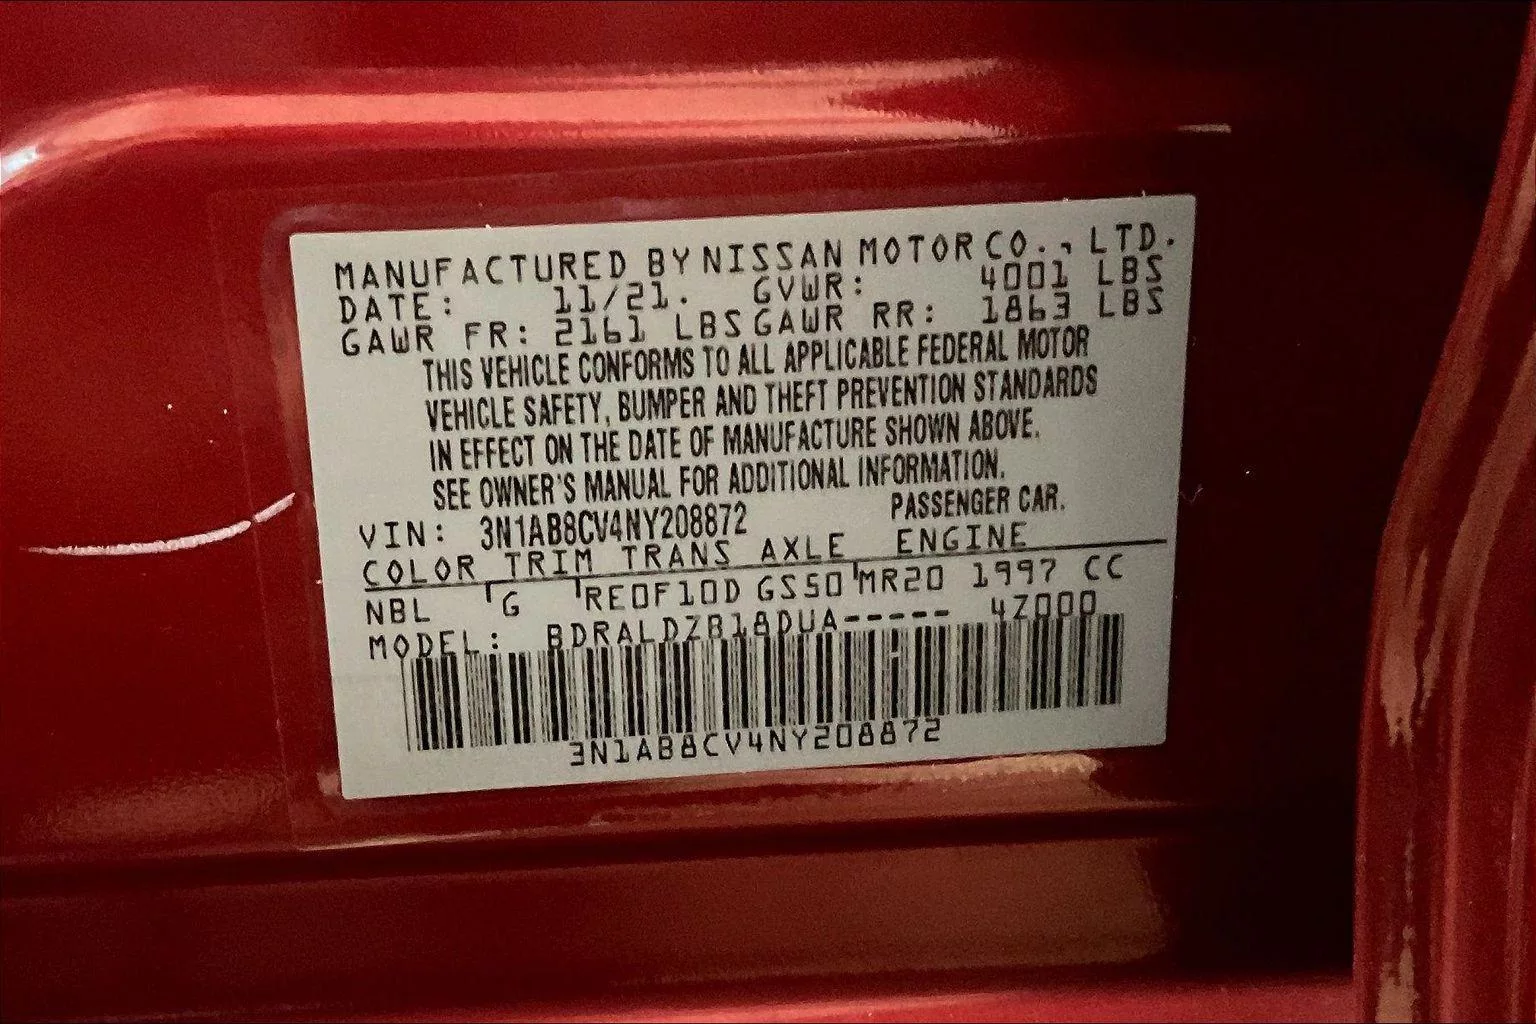 MANUFACTURED BY NISSAN MOTOR CO., LTD.
DATE: 11/21. GVWR: 4001 LBS
GAWR FR: 2161 LBS GAWR RR: 1863 LBS
THIS VEHICLE CONFORMS TO ALL APPLICABLE FEDERAL MOTOR
VEHICLE SAFETY, BUMPER AND THEFT PREVENTION STANDARDS
IN EFFECT ON THE DATE OF MANUFACTURE SHOWN ABOVE.
SEE OWNER'S MANUAL FOR ADDITIONAL INFORMATION.
VIN: 3N1AB8CV4NY208872 PASSENGER CAR.
COLOR TRIM TRANS AXLE ENGINE
NBL G RE0F10D GS50 MR20 1997 CC
MODEL: BDRALDZB18DUA----- 4Z000
3N1AB8CV4NY208872